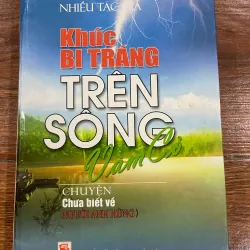 NHIỀU TÁC GIẢ
Khúc
BI TRÁNG
TRÊN
SÔNG
Vàm Cỏ
CHUYỆN
Chưa biết về